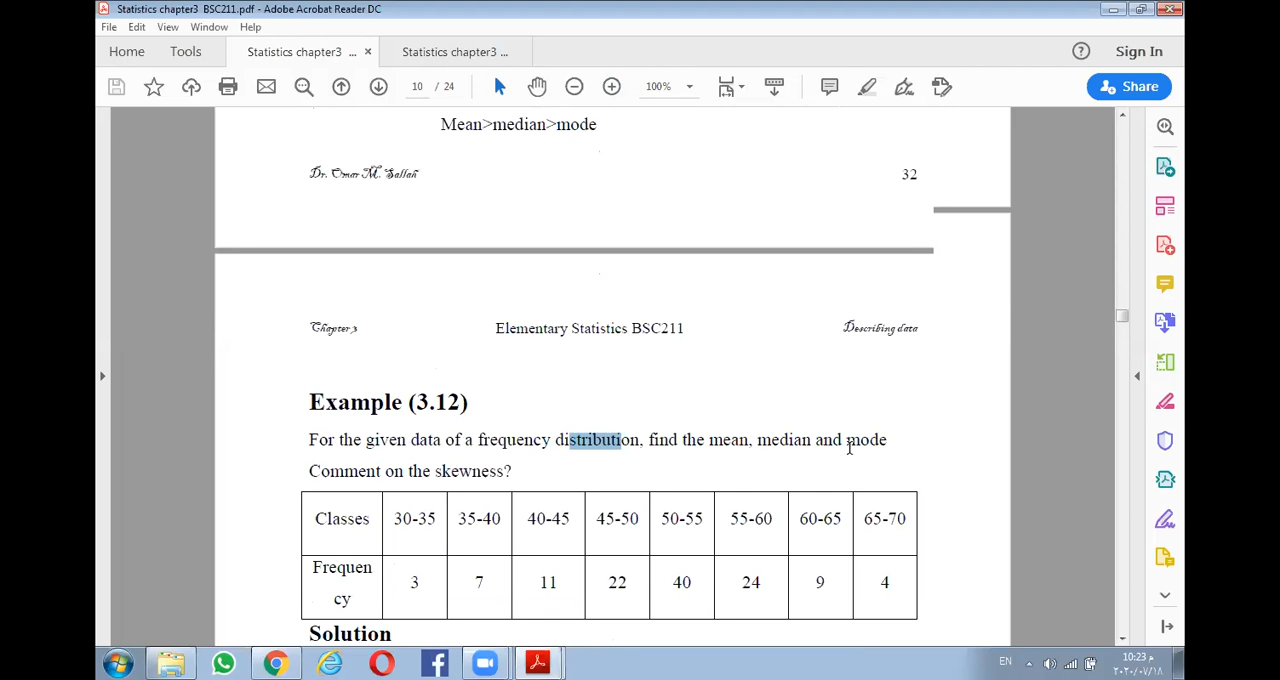 Statistics chapter3 BSC211.pdf - Adobe Acrobat Reader DC
File Edit View Window Help
Home Tools Statistics chapter3 ... × Statistics chapter3 ... ? Sign In
10 / 24 100% Share
Mean>median>mode
Dr. Omar M. Sallah 32
Chapter 3 Elementary Statistics BSC211 Describing data
Example (3.12)
For the given data of a frequency distribution, find the mean, median and mode
Comment on the skewness?
Classes 30-35 35-40 40-45 45-50 50-55 55-60 60-65 65-70
Frequen
cy 3 7 11 22 40 24 9 4
Solution
EN
م 10:23
٢٠٢٠/٠٧/١٨